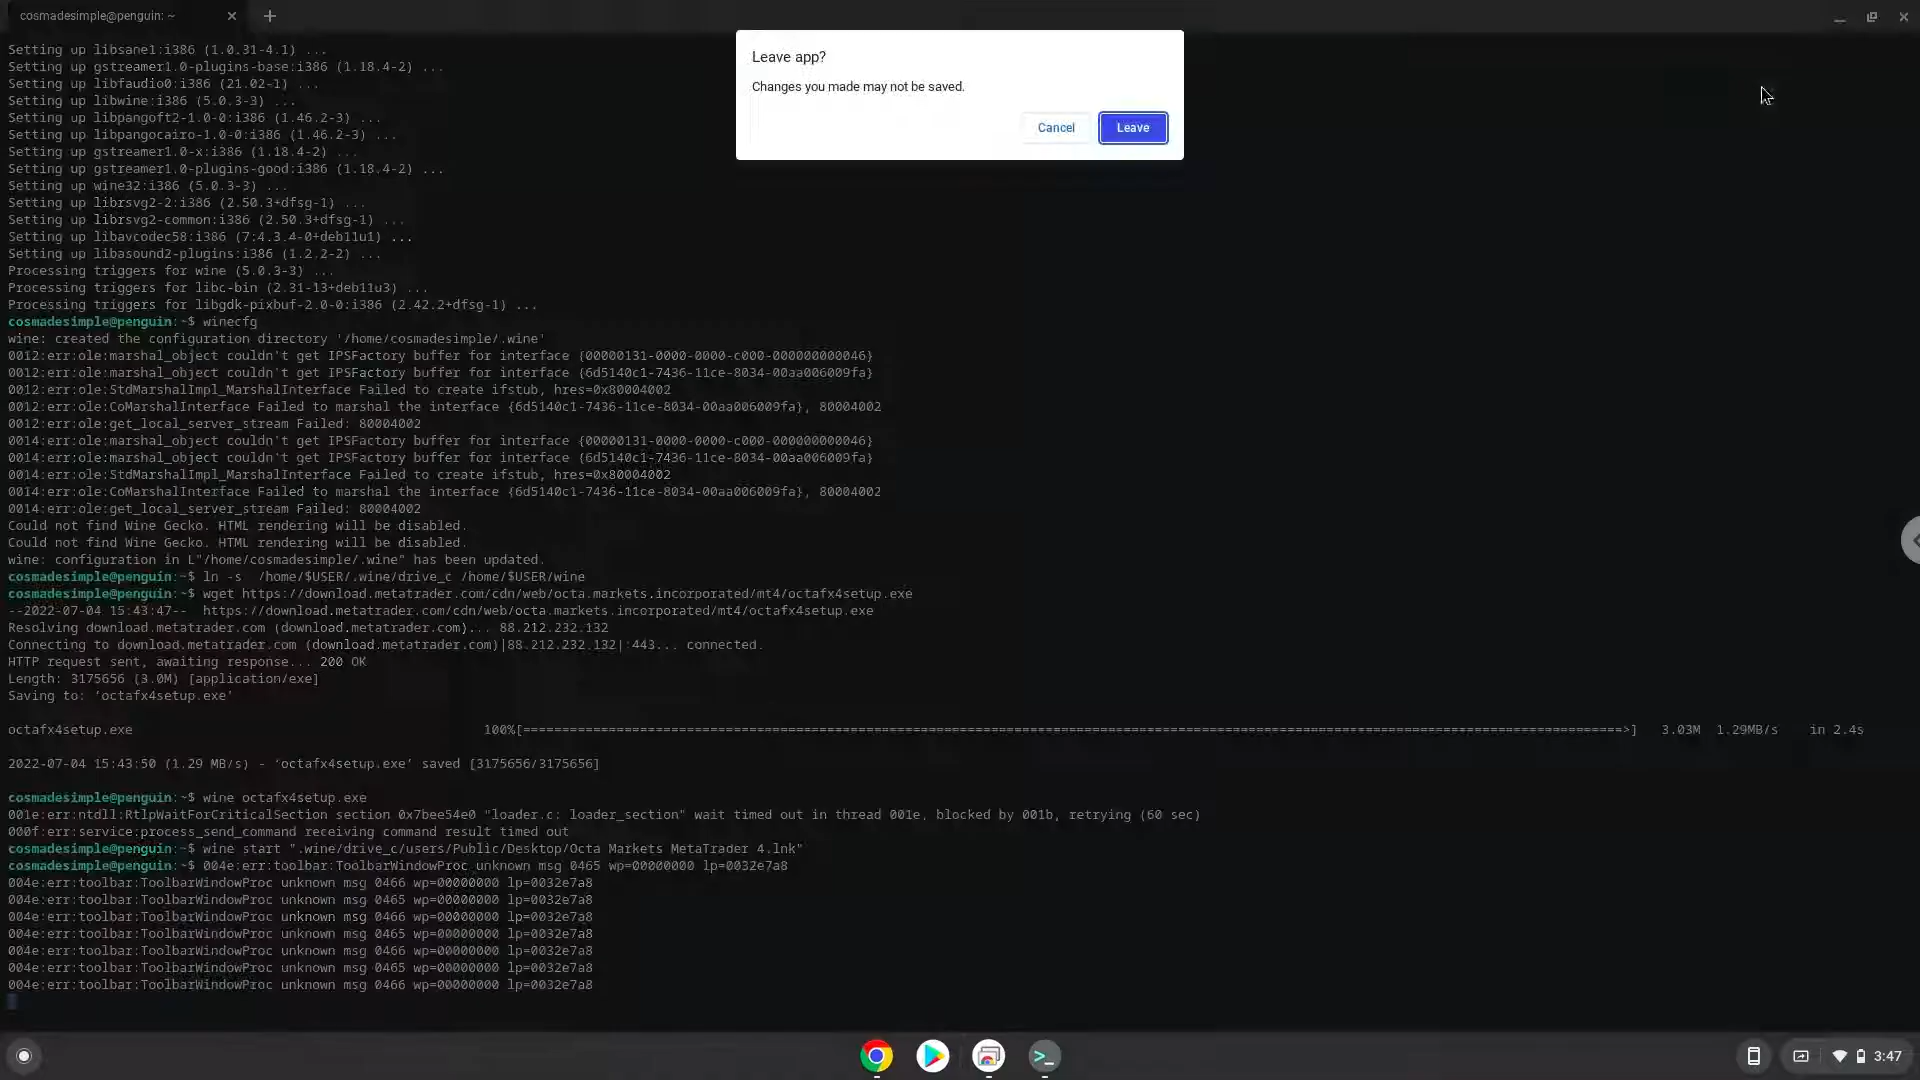 cosmadesimple@penguin: ~
Setting up libsane1:i386 (1.0.31-4.1) ...
Setting up gstreamer1.0-plugins-base:i386 (1.18.4-2) ...
Setting up libfaudio0:i386 (21.02-1) ...
Setting up libwine:i386 (5.0.3-3) ...
Setting up libpangoft2-1.0-0:i386 (1.46.2-3) ...
Setting up libpangocairo-1.0-0:i386 (1.46.2-3) ...
Setting up gstreamer1.0-x:i386 (1.18.4-2) ...
Setting up gstreamer1.0-plugins-good:i386 (1.18.4-2) ...
Setting up wine32:i386 (5.0.3-3) ...
Setting up librsvg2-2:i386 (2.50.3+dfsg-1) ...
Setting up librsvg2-common:i386 (2.50.3+dfsg-1) ...
Setting up libavcodec58:i386 (7:4.3.4-0+deb11u1) ...
Setting up libasound2-plugins:i386 (1.2.2-2) ...
Processing triggers for wine (5.0.3-3) ...
Processing triggers for libc-bin (2.31-13+deb11u3) ...
Processing triggers for libgdk-pixbuf-2.0-0:i386 (2.42.2+dfsg-1) ...
cosmadesimple@penguin:~$ winecfg
wine: created the configuration directory '/home/cosmadesimple/.wine'
0012:err:ole:marshal_object couldn't get IPSFactory buffer for interface {00000131-0000-0000-c000-000000000046}
0012:err:ole:marshal_object couldn't get IPSFactory buffer for interface {6d5140c1-7436-11ce-8034-00aa006009fa}
0012:err:ole:StdMarshalImpl_MarshalInterface Failed to create ifstub, hres=0x80004002
0012:err:ole:CoMarshalInterface Failed to marshal the interface {6d5140c1-7436-11ce-8034-00aa006009fa}, 80004002
0012:err:ole:get_local_server_stream Failed: 80004002
0014:err:ole:marshal_object couldn't get IPSFactory buffer for interface {00000131-0000-0000-c000-000000000046}
0014:err:ole:marshal_object couldn't get IPSFactory buffer for interface {6d5140c1-7436-11ce-8034-00aa006009fa}
0014:err:ole:StdMarshalImpl_MarshalInterface Failed to create ifstub, hres=0x80004002
0014:err:ole:CoMarshalInterface Failed to marshal the interface {6d5140c1-7436-11ce-8034-00aa006009fa}, 80004002
0014:err:ole:get_local_server_stream Failed: 80004002
Could not find Wine Gecko. HTML rendering will be disabled.
Could not find Wine Gecko. HTML rendering will be disabled.
wine: configuration in L"/home/cosmadesimple/.wine" has been updated.
cosmadesimple@penguin:~$ ln -s  /home/$USER/.wine/drive_c /home/$USER/wine
cosmadesimple@penguin:~$ wget https://download.metatrader.com/cdn/web/octa.markets.incorporated/mt4/octafx4setup.exe
--2022-07-04 15:43:47--  https://download.metatrader.com/cdn/web/octa.markets.incorporated/mt4/octafx4setup.exe
Resolving download.metatrader.com (download.metatrader.com)... 88.212.232.132
Connecting to download.metatrader.com (download.metatrader.com)|88.212.232.132|:443... connected.
HTTP request sent, awaiting response... 200 OK
Length: 3175656 (3.0M) [application/exe]
Saving to: ‘octafx4setup.exe’
octafx4setup.exe 100%[============================================================================================================================================>] 3.03M 1.29MB/s in 2.4s
2022-07-04 15:43:50 (1.29 MB/s) - ‘octafx4setup.exe’ saved [3175656/3175656]
cosmadesimple@penguin:~$ wine octafx4setup.exe
001e:err:ntdll:RtlpWaitForCriticalSection section 0x7bee54e0 "loader.c: loader_section" wait timed out in thread 001e, blocked by 001b, retrying (60 sec)
000f:err:service:process_send_command receiving command result timed out
cosmadesimple@penguin:~$ wine start ".wine/drive_c/users/Public/Desktop/Octa Markets MetaTrader 4.lnk"
cosmadesimple@penguin:~$ 004e:err:toolbar:ToolbarWindowProc unknown msg 0465 wp=00000000 lp=0032e7a8
004e:err:toolbar:ToolbarWindowProc unknown msg 0466 wp=00000000 lp=0032e7a8
004e:err:toolbar:ToolbarWindowProc unknown msg 0465 wp=00000000 lp=0032e7a8
004e:err:toolbar:ToolbarWindowProc unknown msg 0466 wp=00000000 lp=0032e7a8
004e:err:toolbar:ToolbarWindowProc unknown msg 0465 wp=00000000 lp=0032e7a8
004e:err:toolbar:ToolbarWindowProc unknown msg 0466 wp=00000000 lp=0032e7a8
004e:err:toolbar:ToolbarWindowProc unknown msg 0465 wp=00000000 lp=0032e7a8
004e:err:toolbar:ToolbarWindowProc unknown msg 0466 wp=00000000 lp=0032e7a8
Leave app?
Changes you made may not be saved.
Cancel
Leave
>_
3:47